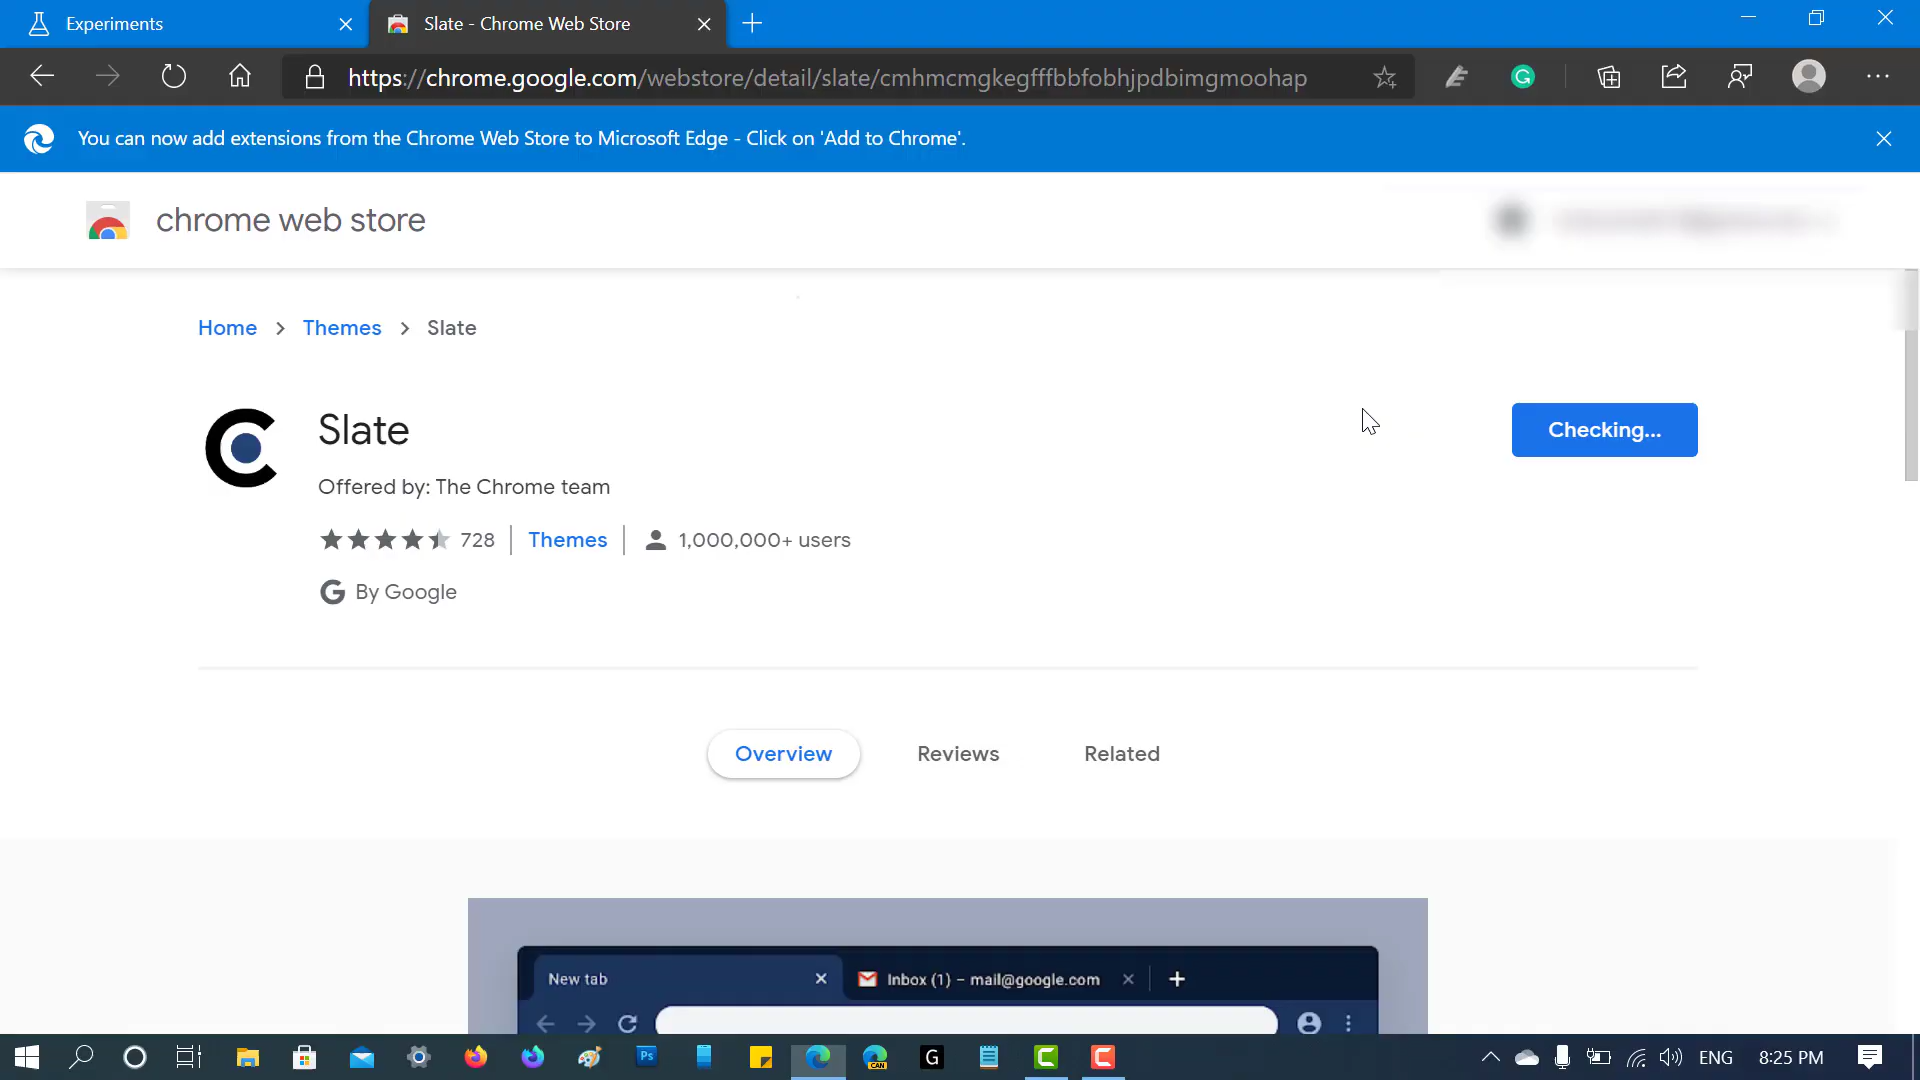 Experiments
Slate - Chrome Web Store
https://chrome.google.com/webstore/detail/slate/cmhmcmgkegfffbbfobhjpdbimgmoohap
You can now add extensions from the Chrome Web Store to Microsoft Edge - Click on 'Add to Chrome'.
chrome web store
Home > Themes > Slate
Slate
Checking...
Offered by: The Chrome team
728 | Themes | 1,000,000+ users
G By Google
Overview
Reviews
Related
New tab
Inbox (1) – mail@google.com
Ps
CAN
G
C
C
ENG
8:25 PM